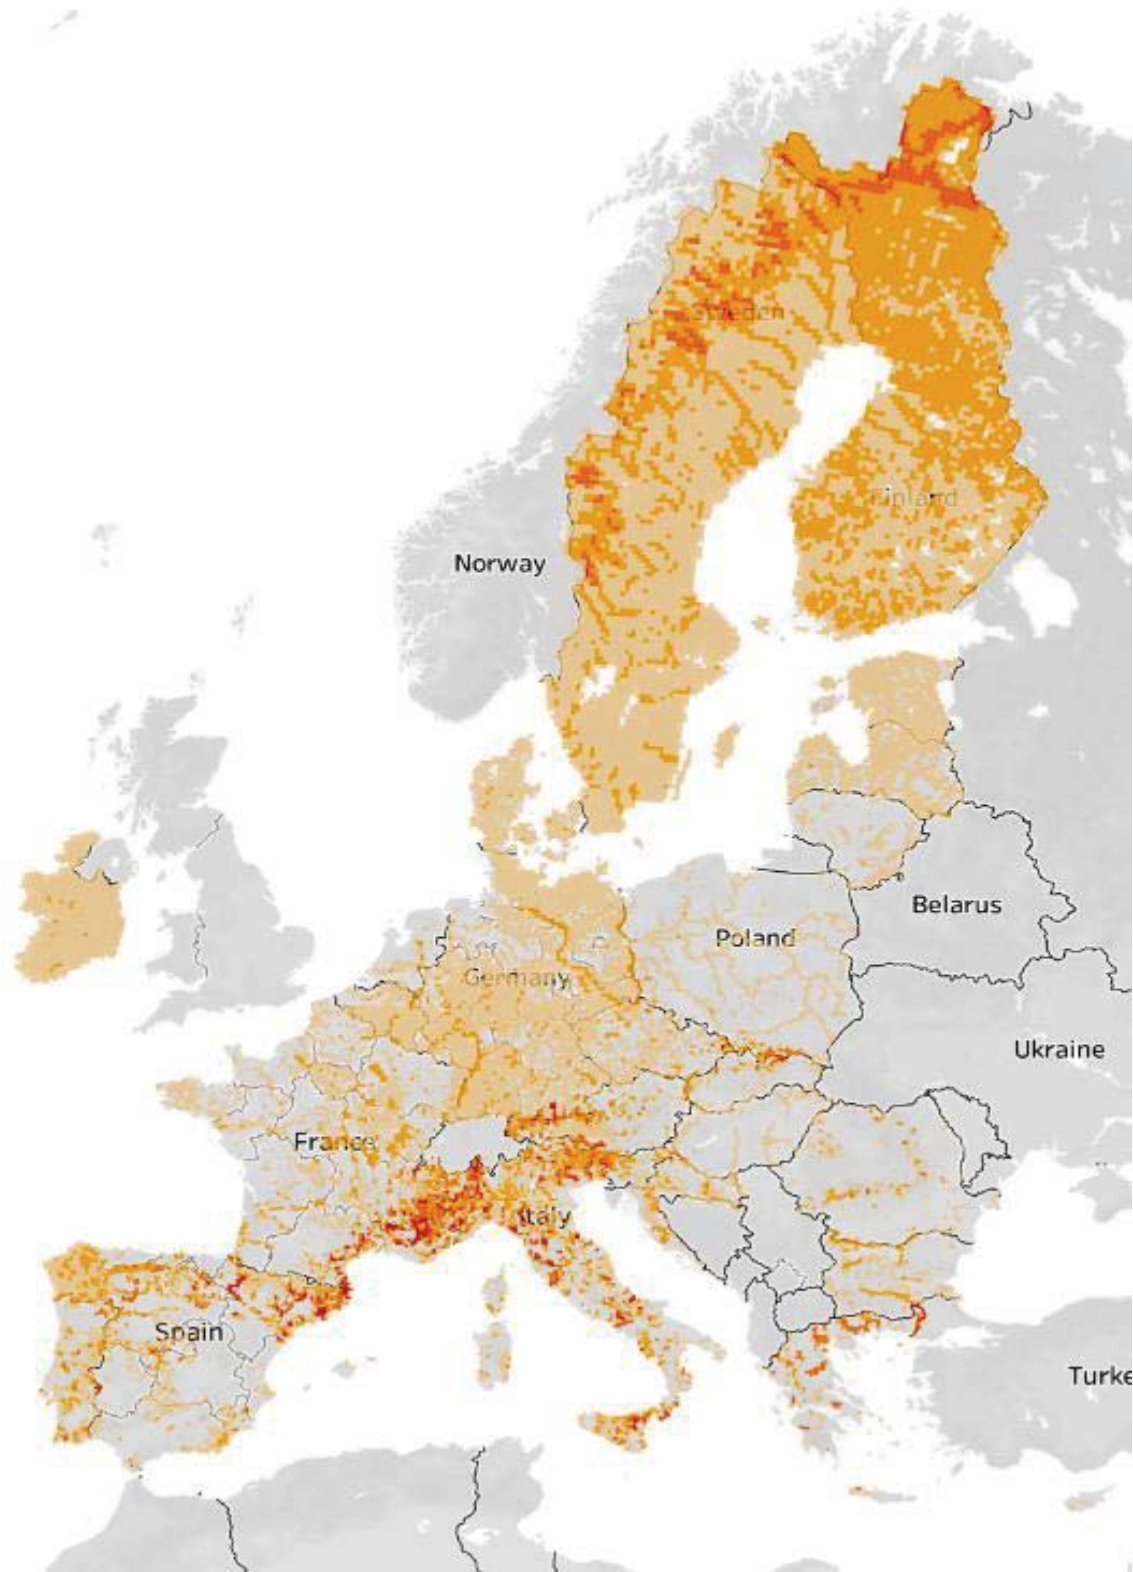 Sweden
Finland
Norway
Belarus
Poland
Germany
Ukraine
France
Italy
Spain
Turke